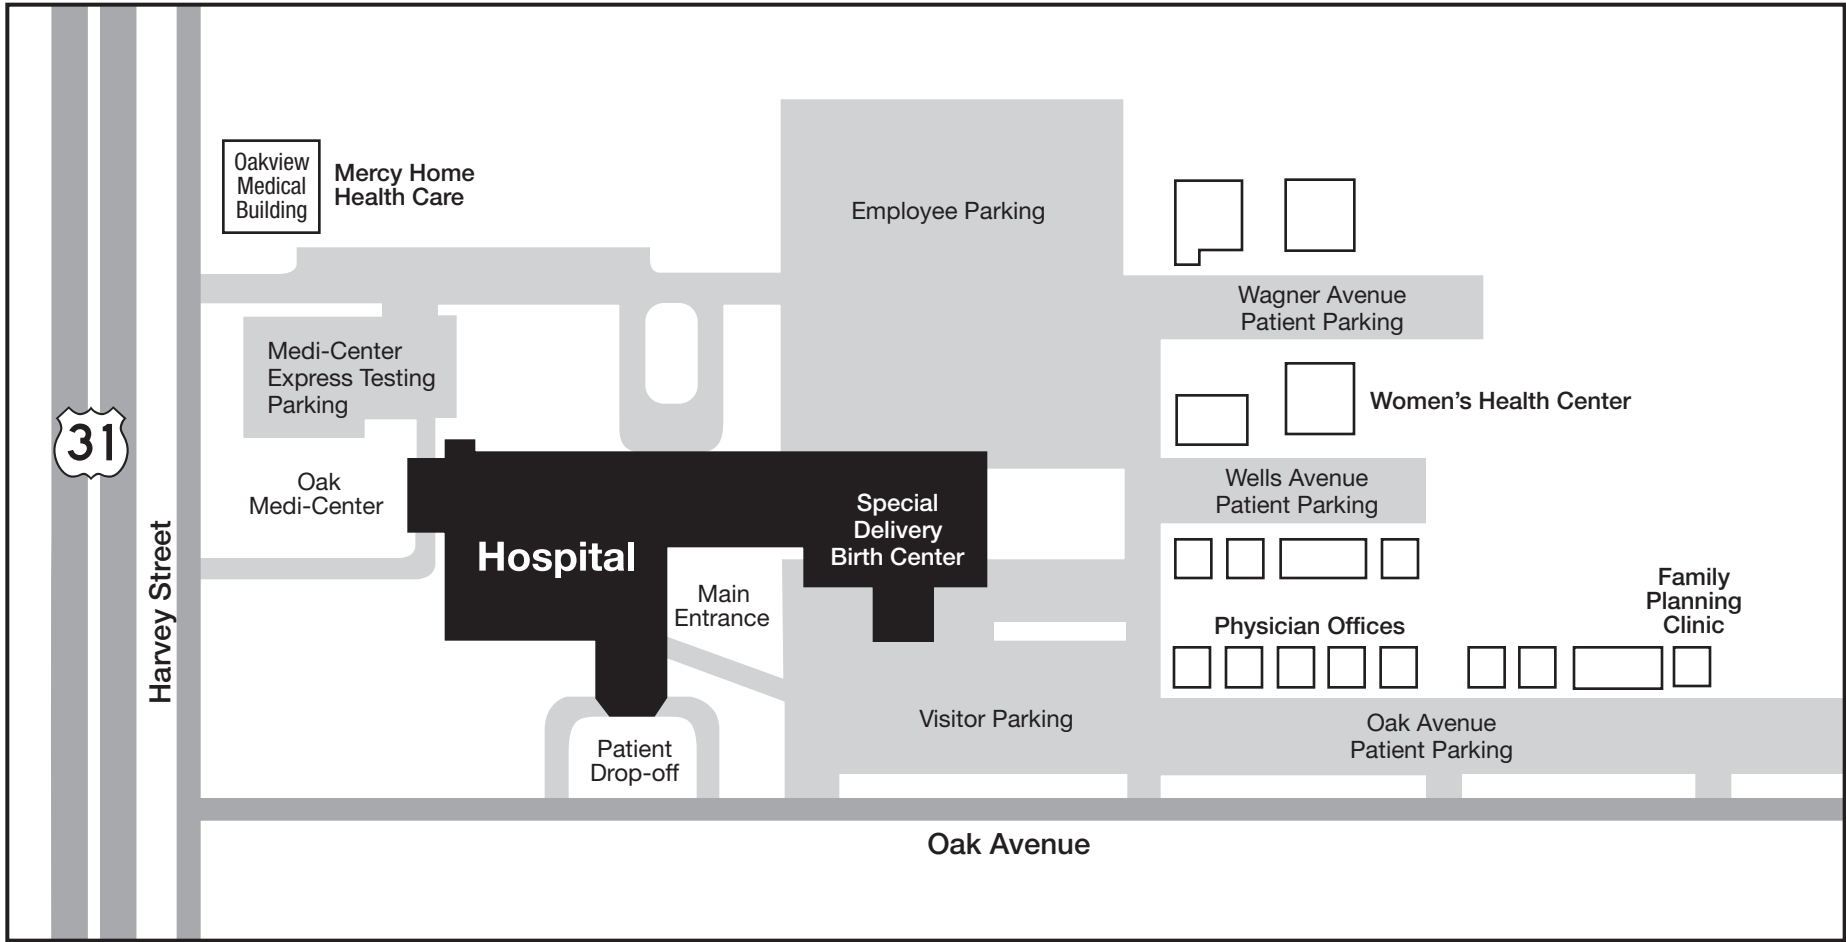 Oakview
Medical
Building
Mercy Home
Health Care
Employee Parking
Wagner Avenue
Patient Parking
Medi-Center
Express Testing
Parking
Women's Health Center
31
Oak
Medi-Center
Wells Avenue
Patient Parking
Special
Delivery
Birth Center
Hospital
Harvey Street
Main
Entrance
Family
Planning
Clinic
Physician Offices
Visitor Parking
Oak Avenue
Patient Parking
Patient
Drop-off
Oak Avenue